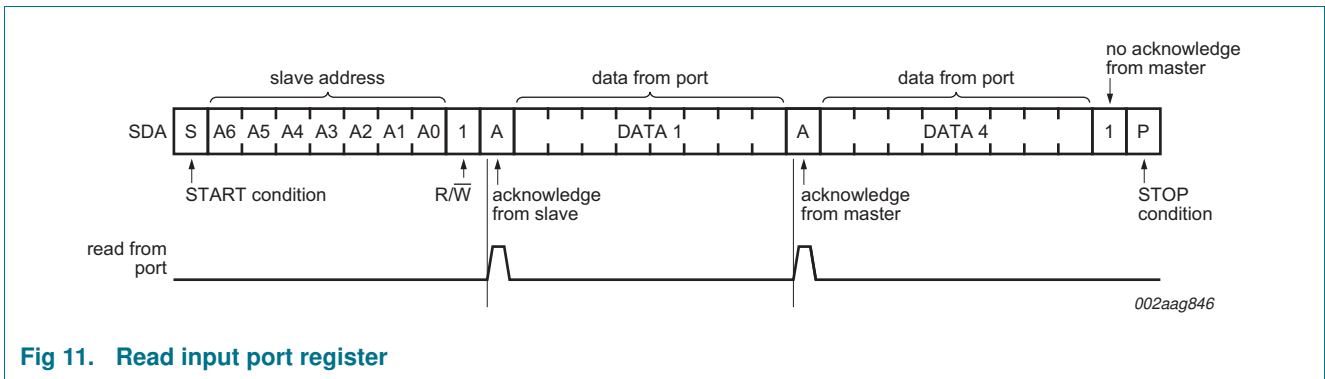 no acknowledge
from master
slave address
data from port
data from port
SDA S A6 A5 A4 A3 A2 A1 A0 1 A DATA 1 A DATA 4 1 P
START condition
R/W̅
acknowledge
from slave
acknowledge
from master
STOP
condition
read from
port
002aag846
Fig 11. Read input port register